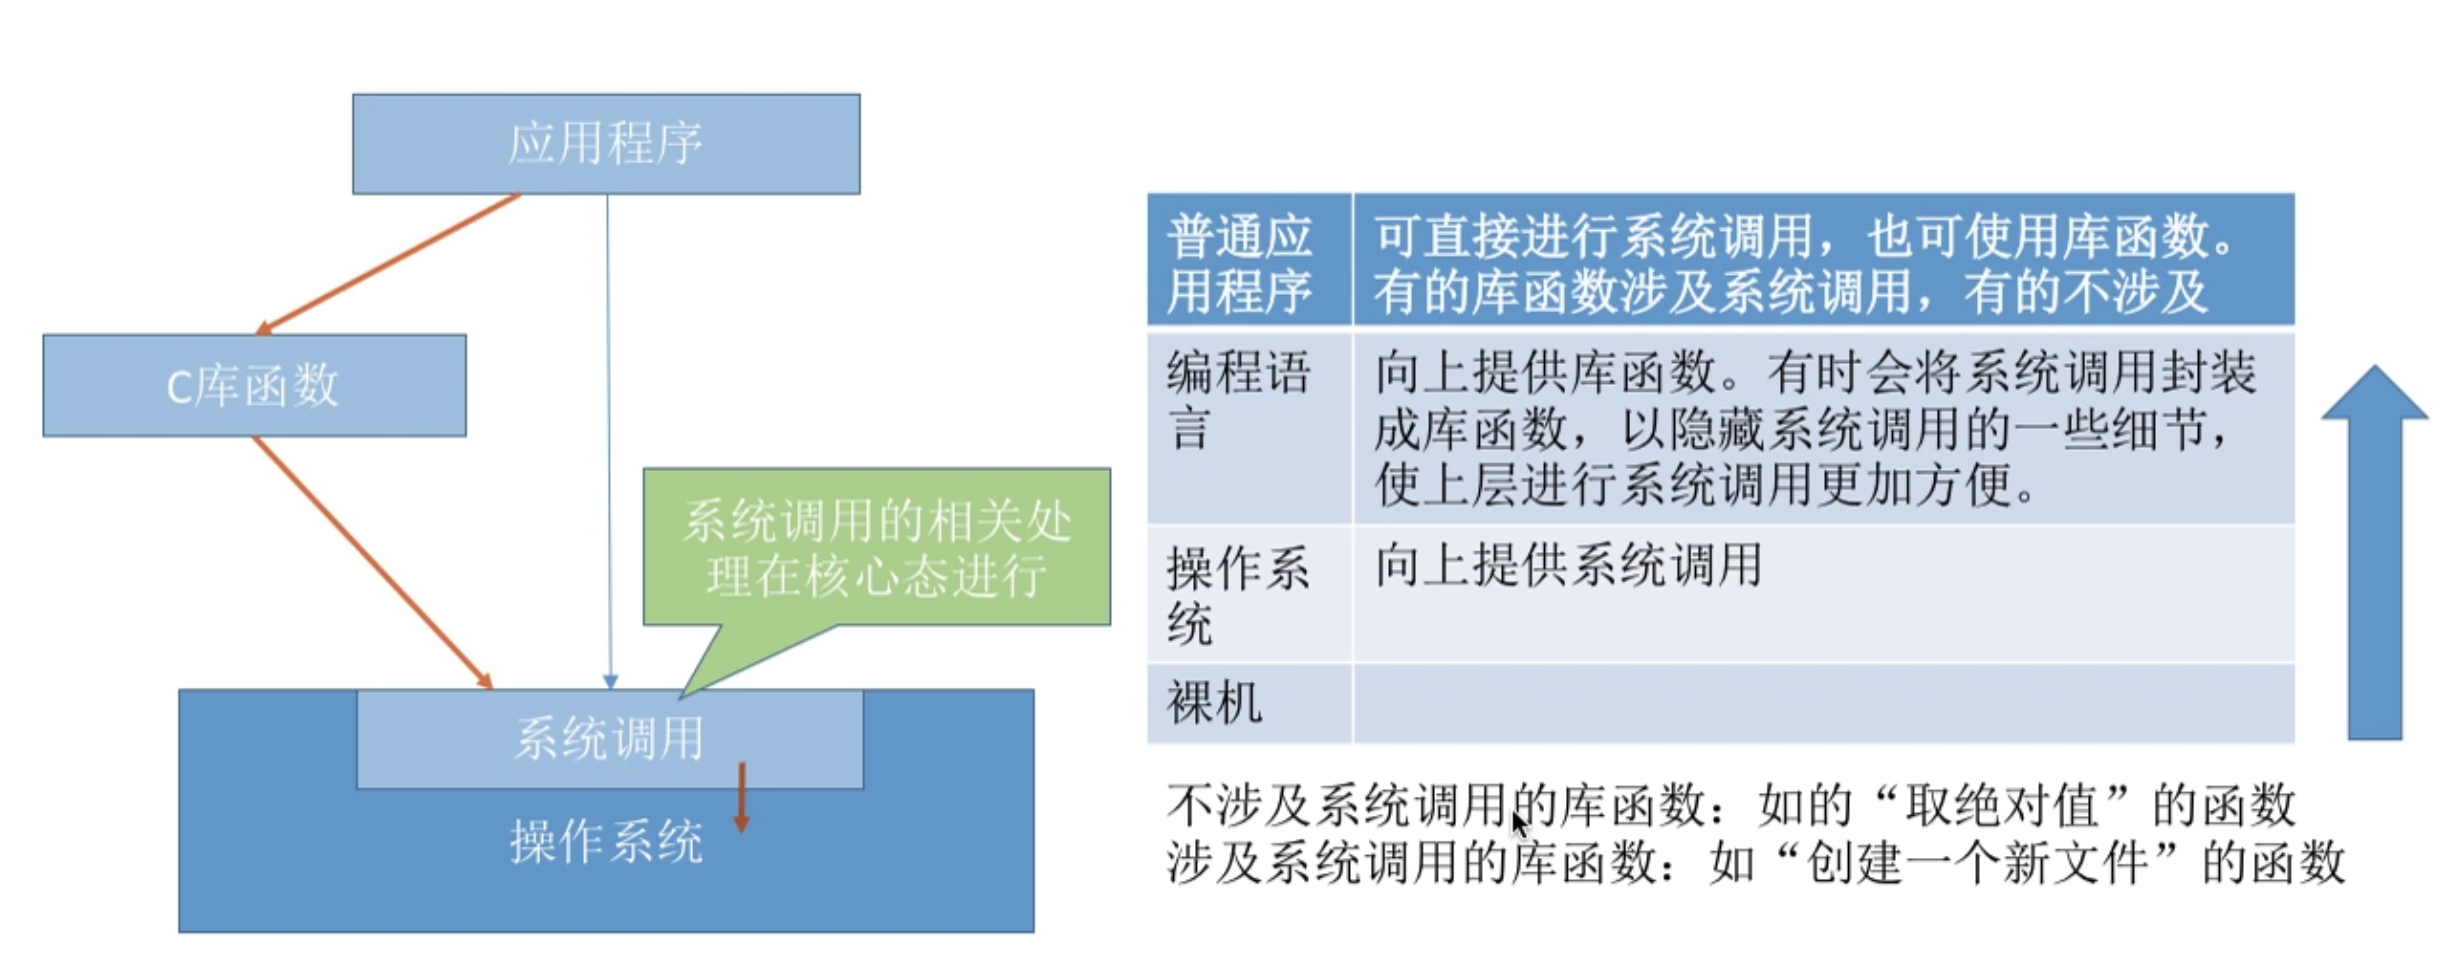 应用程序
C库函数
系统调用的相关处
理在核心态进行
系统调用
操作系统
普通应
用程序
可直接进行系统调用，也可使用库函数。
有的库函数涉及系统调用，有的不涉及
编程语
言
向上提供库函数。有时会将系统调用封装
成库函数，以隐藏系统调用的一些细节，
使上层进行系统调用更加方便。
操作系
统
向上提供系统调用
裸机
不涉及系统调用的库函数：如的“取绝对值”的函数
涉及系统调用的库函数：如“创建一个新文件”的函数